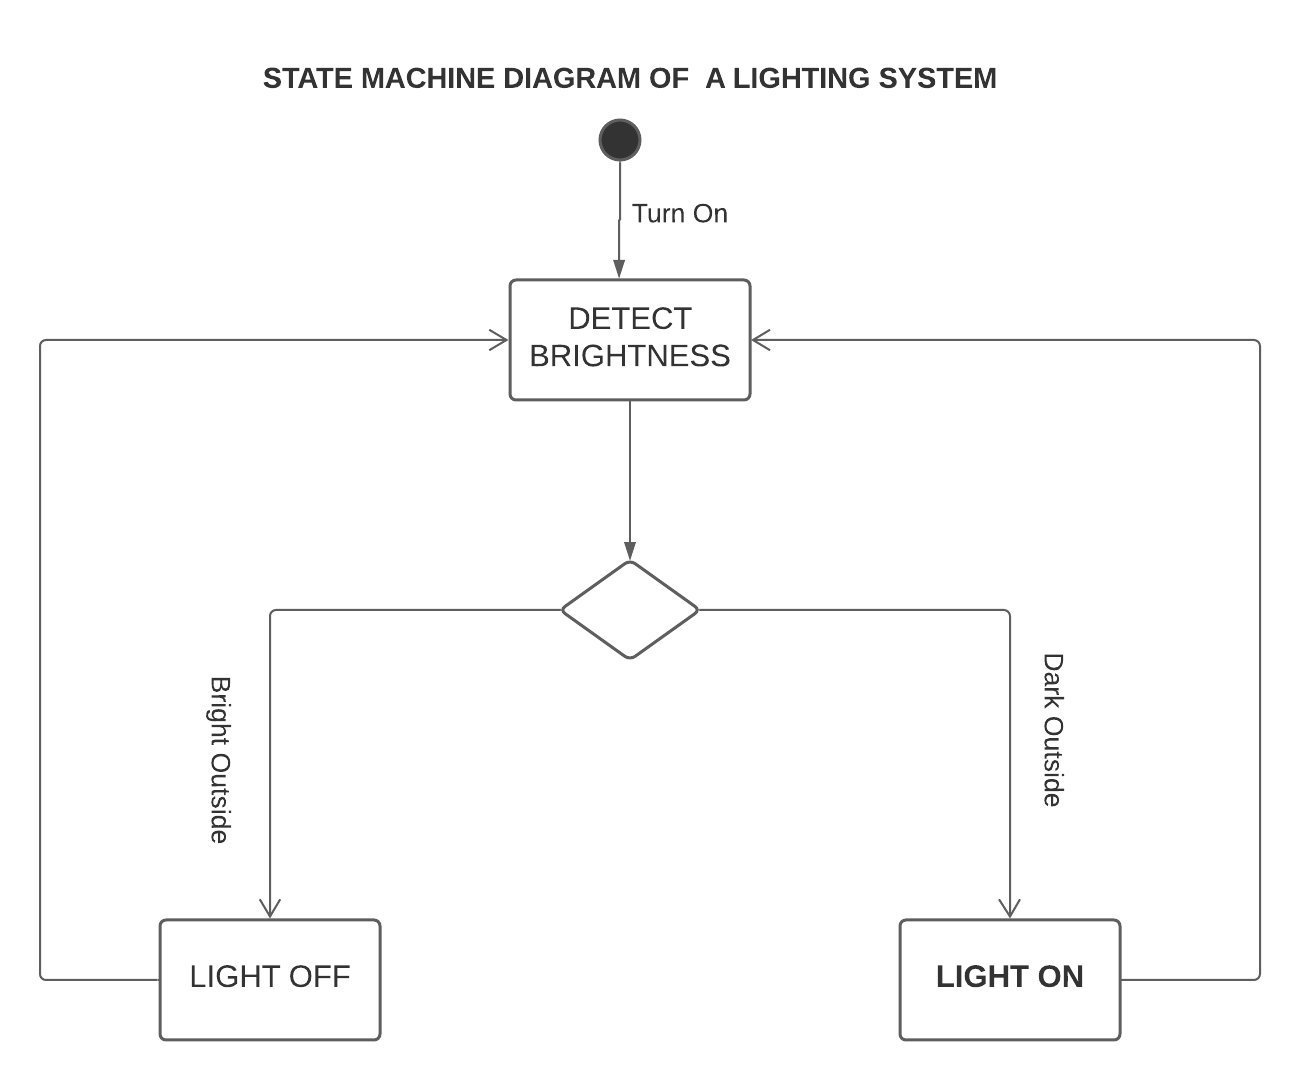 STATE MACHINE DIAGRAM OF  A LIGHTING SYSTEM
Turn On
DETECT
BRIGHTNESS
Bright Outside
Dark Outside
LIGHT OFF
LIGHT ON